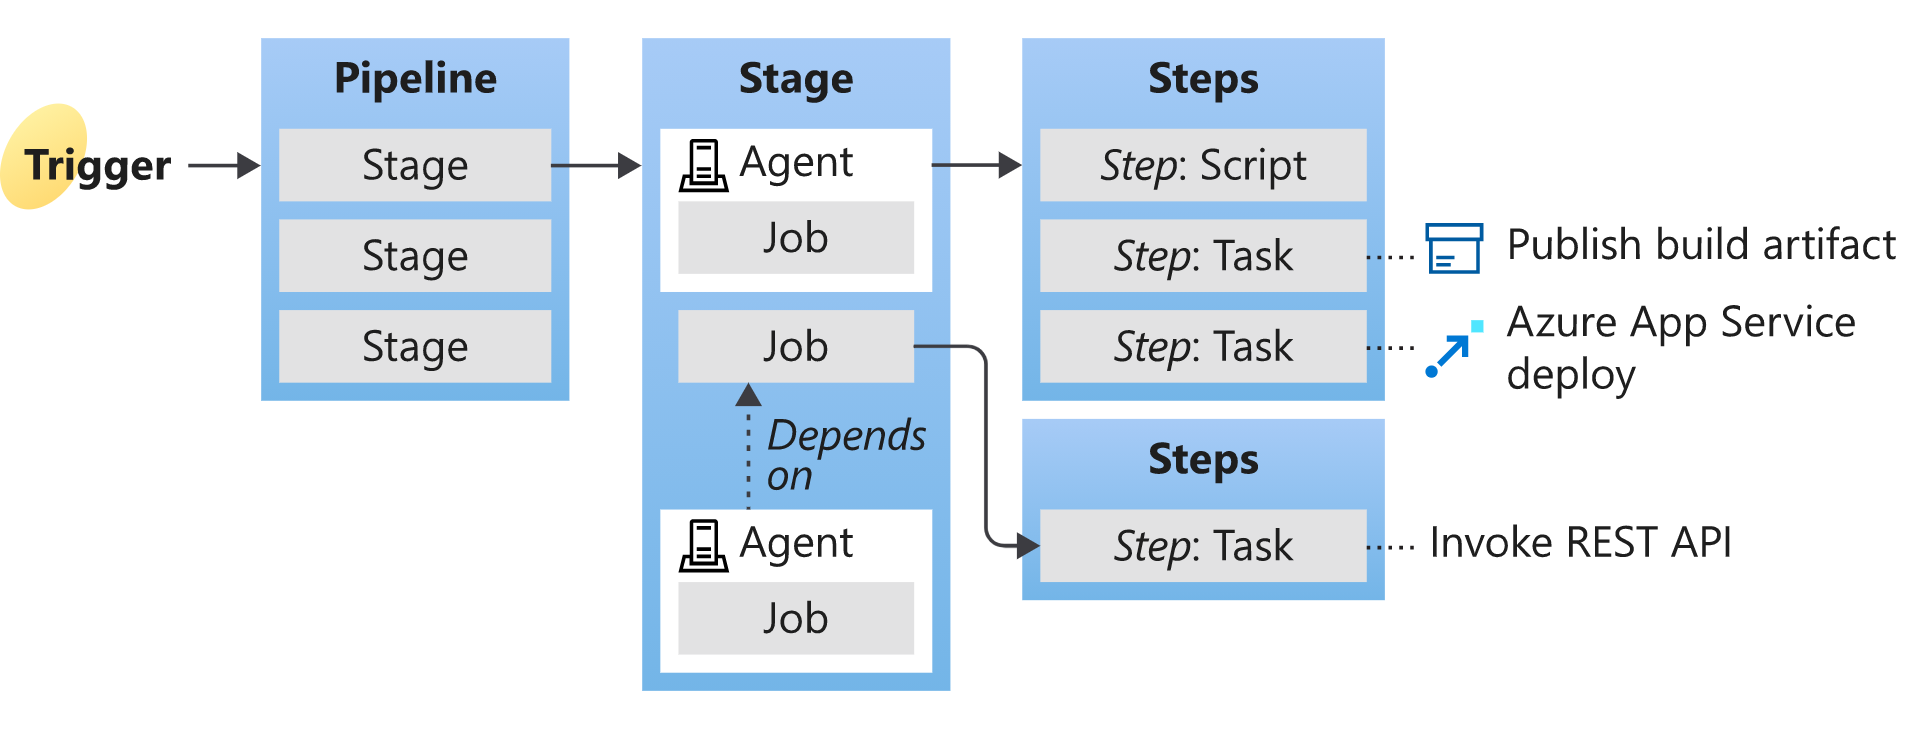 Trigger
Pipeline
Stage
Stage
Stage
Stage
Agent
Job
Job
Depends
on
Agent
Job
Steps
Step: Script
Step: Task
Publish build artifact
Step: Task
Azure App Service
deploy
Steps
Step: Task
Invoke REST API